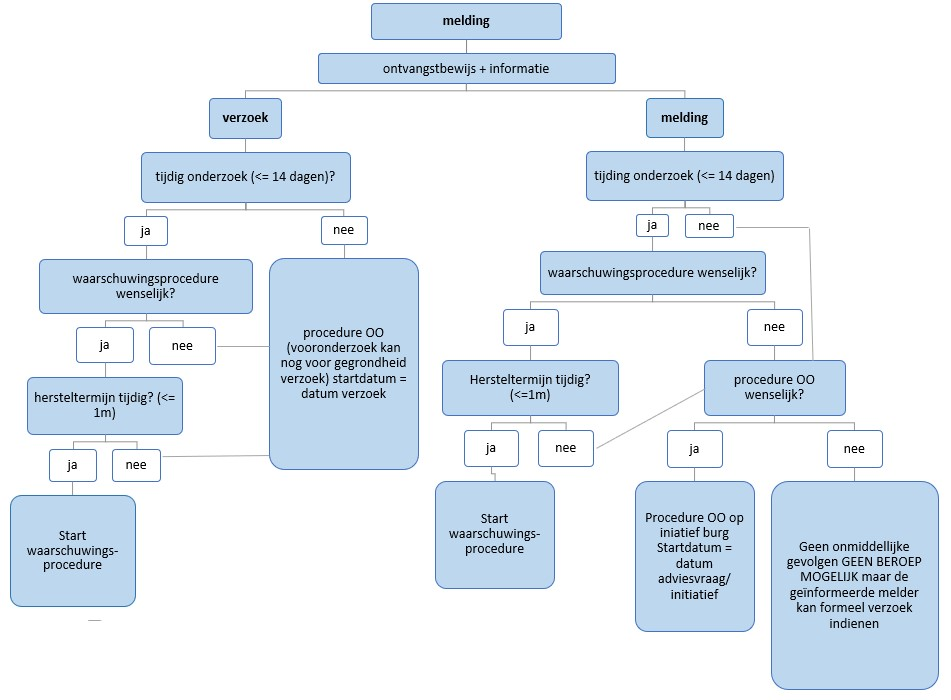 melding
ontvangstbewijs + informatie
verzoek
melding
tijdig onderzoek (<= 14 dagen)?
tijding onderzoek (<= 14 dagen)
ja
nee
ja
nee
waarschuwingsprocedure
wenselijk?
procedure OO
(vooronderzoek kan
nog voor gegrondheid
verzoek) startdatum =
datum verzoek
waarschuwingsprocedure wenselijk?
ja
nee
ja
nee
hersteltermijn tijdig? (<=
1m)
Hersteltermijn tijdig?
(<=1m)
procedure OO
wenselijk?
ja
nee
ja
nee
ja
nee
Start
waarschuwings-
procedure
Start
waarschuwings-
procedure
Procedure OO op
iniatief burg
Startdatum =
datum
adviesvraag/
initiatief
Geen onmiddellijke
gevolgen GEEN BEROEP
MOGELIJK maar de
geïnformeerde melder
kan formeel verzoek
indienen